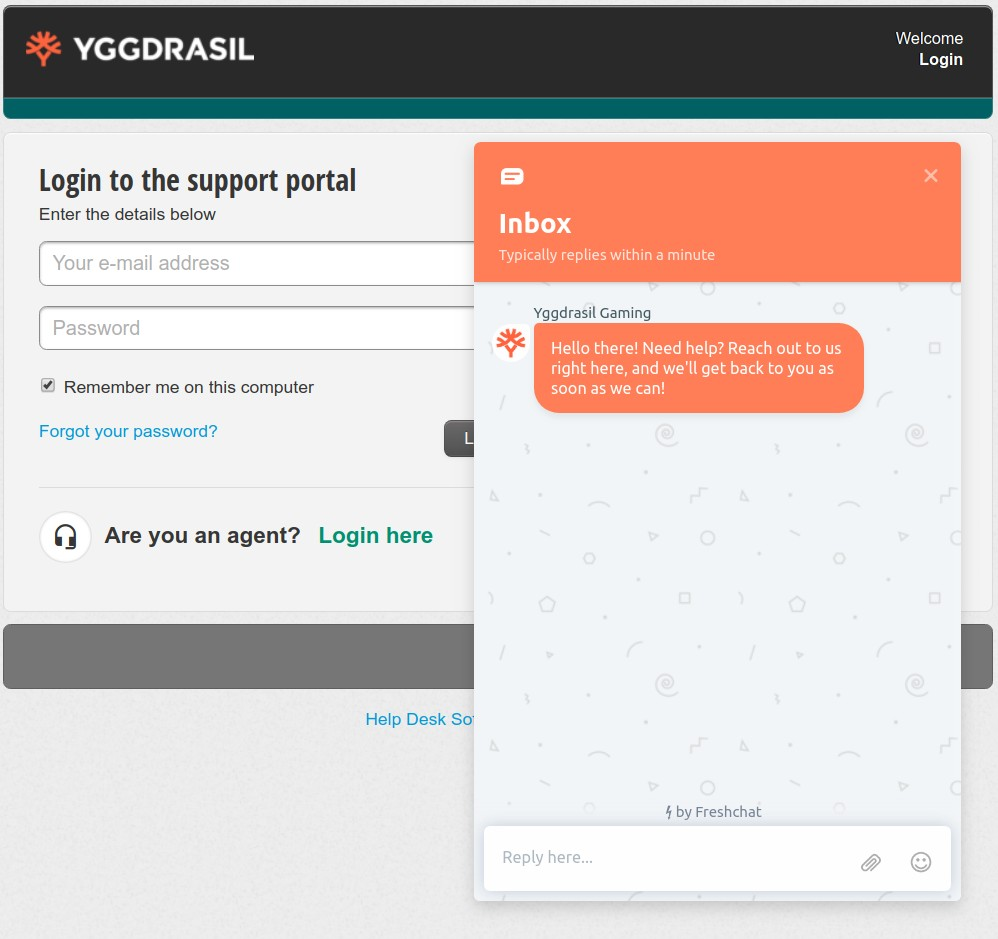 YGGDRASIL
Welcome
Login
Login to the support portal
Enter the details below
Your e-mail address
Password
Remember me on this computer
Forgot your password?
L
Are you an agent? Login here
Help Desk
Inbox
Typically replies within a minute
Yggdrasil Gaming
Hello there! Need help? Reach out to us
right here, and we'll get back to you as
soon as we can!
by Freshchat
Reply here...